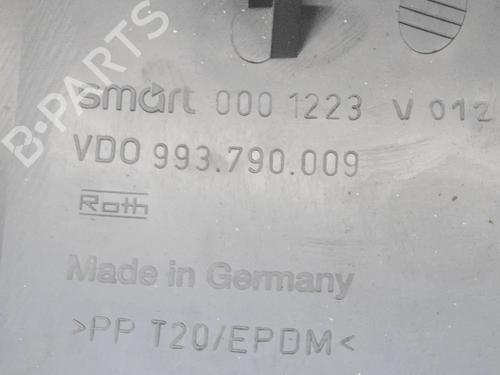 B-PARTS
smart 000 1223 V 012
VDO 993.790.009
Roth
Made in Germany
>PP T20/EPDM<